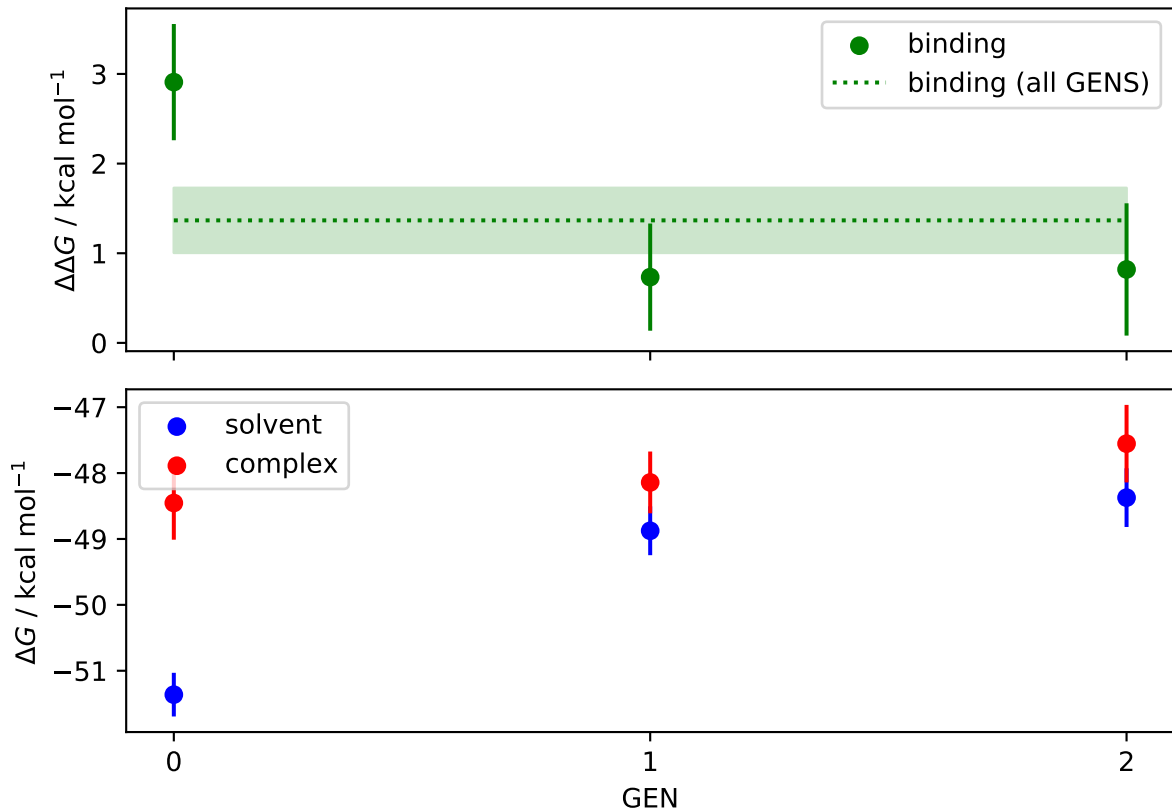 ΔΔG / kcal mol⁻¹
3
2
1
0
binding
binding (all GENS)
ΔG / kcal mol⁻¹
−47
−48
−49
−50
−51
solvent
complex
0
1
2
GEN